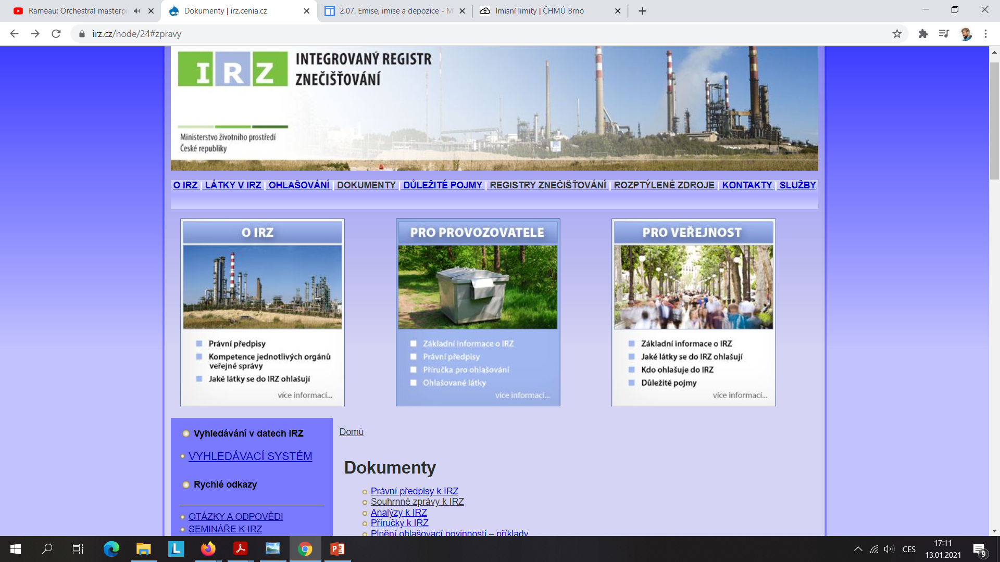 Rameau: Orchestral masterpi
Dokumenty | irz.cenia.cz
2.07. Emise, imise a depozice - M
Imisní limity | ČHMÚ Brno
irz.cz/node/24#zpravy
IRZ
INTEGROVANÝ REGISTR
ZNEČIŠŤOVÁNÍ
Ministerstvo životního prostředí
České republiky
O IRZ | LÁTKY V IRZ | OHLAŠOVÁNÍ | DOKUMENTY | DŮLEŽITÉ POJMY | REGISTRY ZNEČIŠŤOVÁNÍ | ROZPTÝLENÉ ZDROJE | KONTAKTY | SLUŽBY
O IRZ
Právní předpisy
Kompetence jednotlivých orgánů
veřejné správy
Jaké látky se do IRZ ohlašují
více informací...
PRO PROVOZOVATELE
Základní informace o IRZ
Právní předpisy
Příručka pro ohlašování
Ohlašované látky
více informací...
PRO VEŘEJNOST
Základní informace o IRZ
Jaké látky se do IRZ ohlašují
Kdo ohlašuje do IRZ
Důležité pojmy
více informací...
Vyhledávání v datech IRZ
VYHLEDÁVACÍ SYSTÉM
Rychlé odkazy
OTÁZKY A ODPOVĚDI
SEMINÁŘE K IRZ
Domů
Dokumenty
Právní předpisy k IRZ
Souhrnné zprávy k IRZ
Analýzy k IRZ
Příručky k IRZ
Plnění ohlašovací povinnosti – příklady
L
CES
17:11
13.01.2021
9